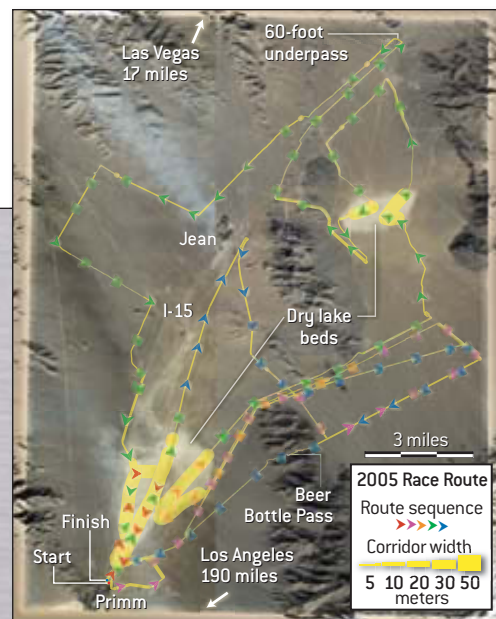 60-foot
underpass
Las Vegas
17 miles
Jean
I-15
Dry lake
beds
3 miles
Beer
Bottle Pass
Finish
Start
Primm
Los Angeles
190 miles
2005 Race Route
Route sequence
Corridor width
5 10 20 30 50
meters